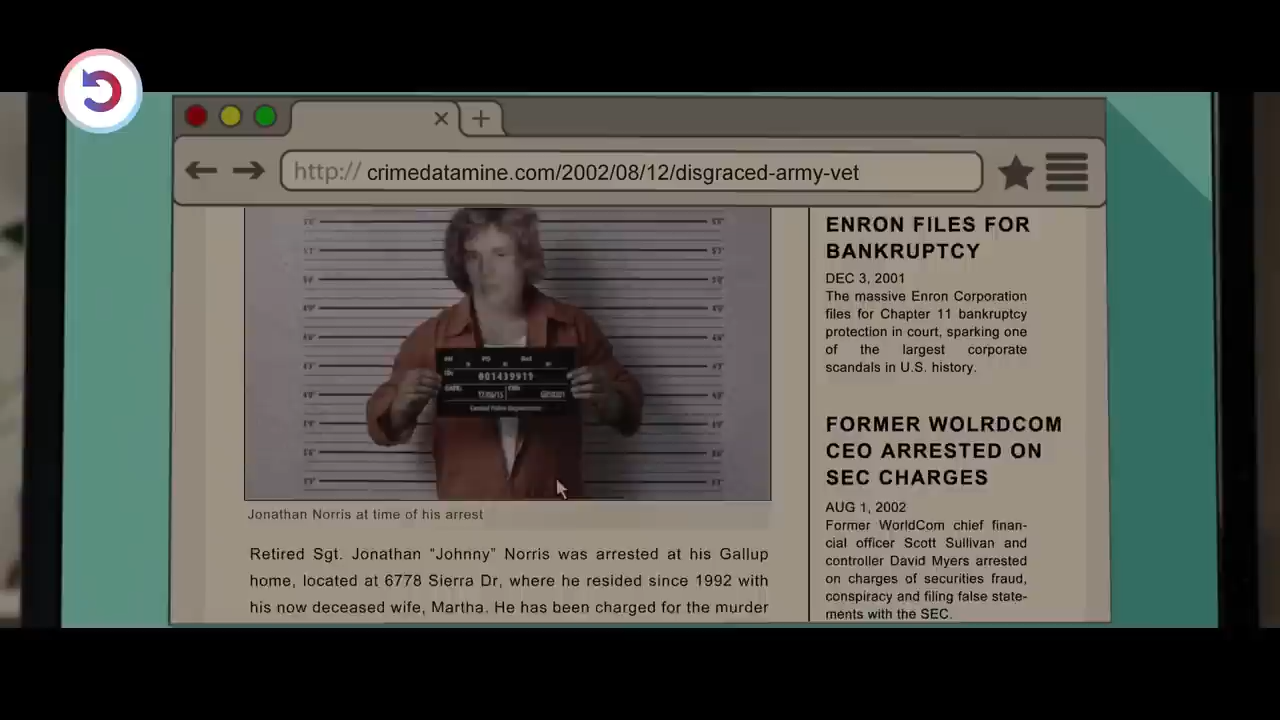 http:// crimedatamine.com/2002/08/12/disgraced-army-vet
001439911
Jonathan Norris at time of his arrest
Retired Sgt. Jonathan "Johnny" Norris was arrested at his Gallup
home, located at 6778 Sierra Dr, where he resided since 1992 with
his now deceased wife, Martha. He has been charged for the murder
ENRON FILES FOR
BANKRUPTCY
DEC 3, 2001
The massive Enron Corporation
files for Chapter 11 bankruptcy
protection in court, sparking one
of the largest corporate
scandals in U.S. history.
FORMER WOLRDCOM
CEO ARRESTED ON
SEC CHARGES
AUG 1, 2002
Former WorldCom chief finan-
cial officer Scott Sullivan and
controller David Myers arrested
on charges of securities fraud,
conspiracy and filing false state-
ments with the SEC.